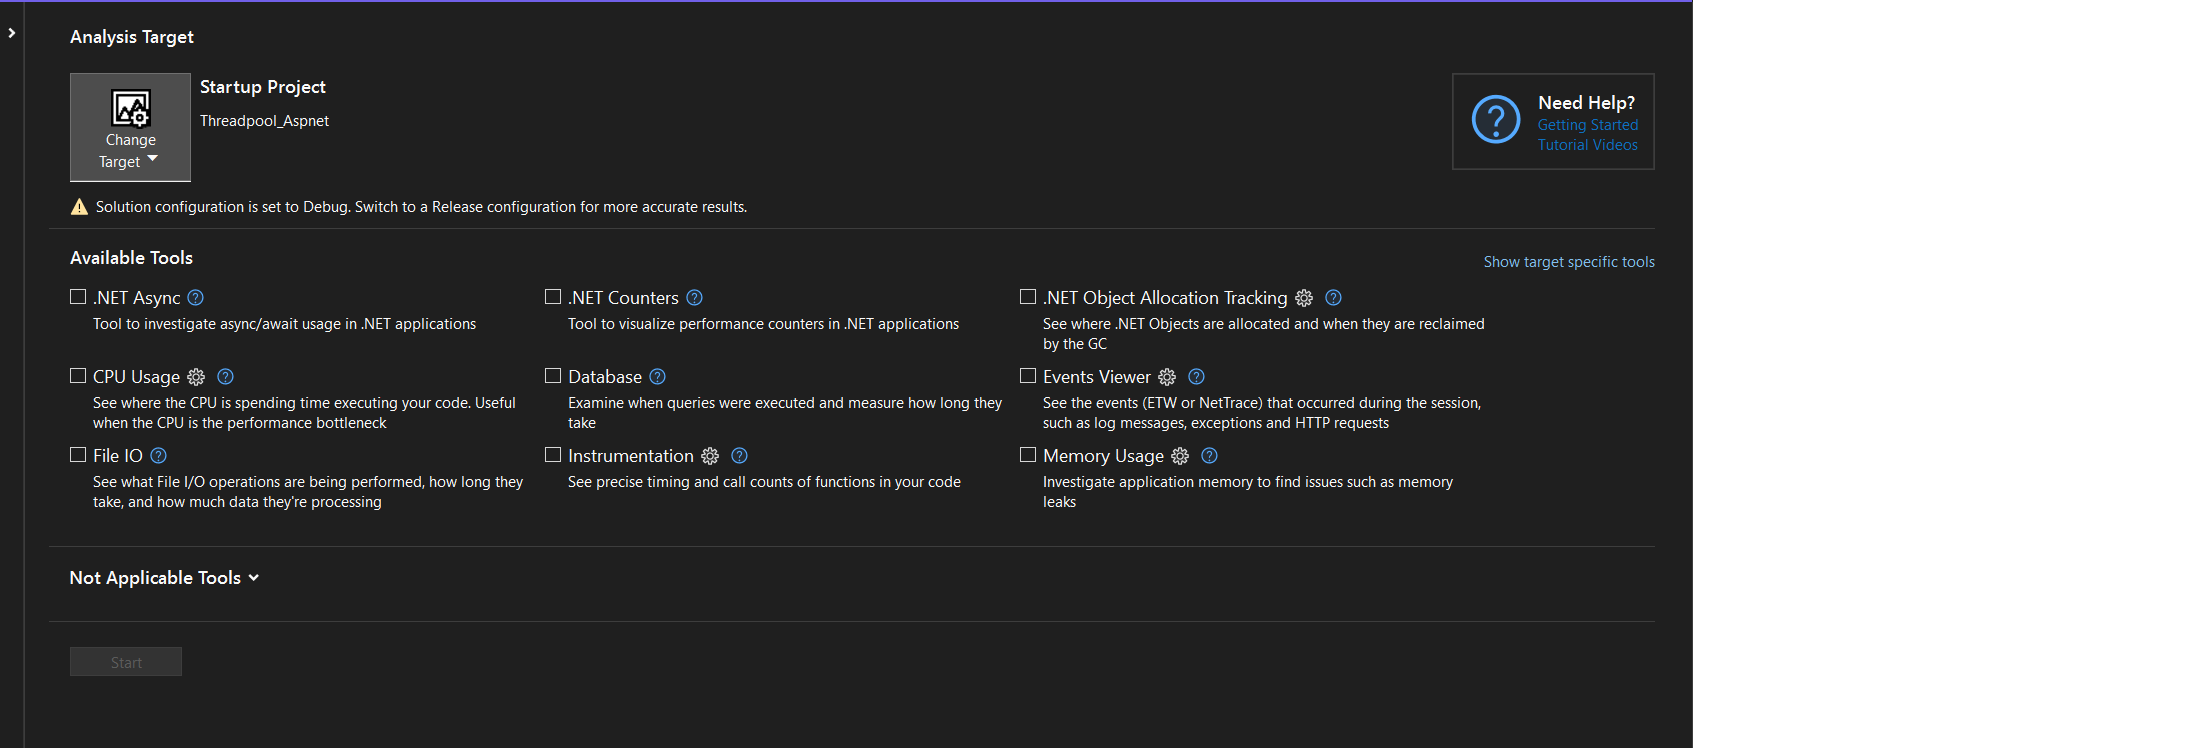 Analysis Target
Change
Target
Startup Project
Threadpool_Aspnet
Need Help?
Getting Started
Tutorial Videos
Solution configuration is set to Debug. Switch to a Release configuration for more accurate results.
Available Tools
Show target specific tools
.NET Async
Tool to investigate async/await usage in .NET applications
.NET Counters
Tool to visualize performance counters in .NET applications
.NET Object Allocation Tracking
See where .NET Objects are allocated and when they are reclaimed
by the GC
CPU Usage
See where the CPU is spending time executing your code. Useful
when the CPU is the performance bottleneck
Database
Examine when queries were executed and measure how long they
take
Events Viewer
See the events (ETW or NetTrace) that occurred during the session,
such as log messages, exceptions and HTTP requests
File IO
See what File I/O operations are being performed, how long they
take, and how much data they're processing
Instrumentation
See precise timing and call counts of functions in your code
Memory Usage
Investigate application memory to find issues such as memory
leaks
Not Applicable Tools
Start